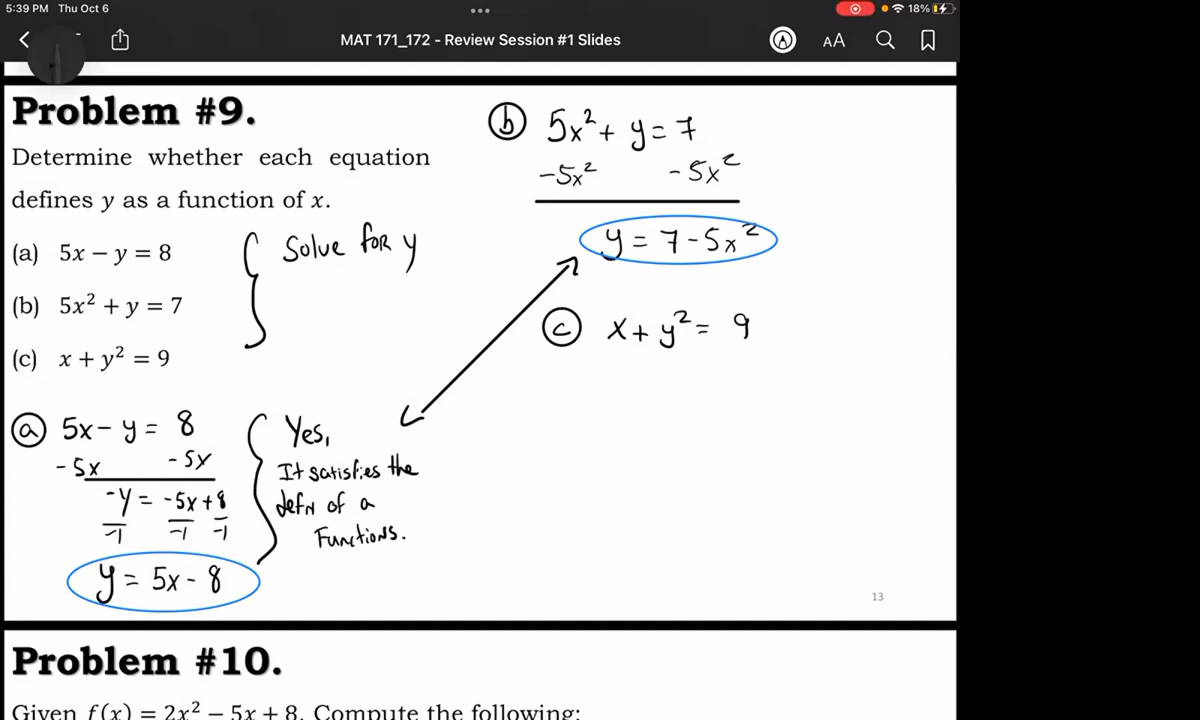 5:39 PM Thu Oct 6
18%
MAT 171_172 - Review Session #1 Slides
AA
Problem #9.
Determine whether each equation
defines y as a function of x.
(a) 5x − y = 8
(b) 5x² + y = 7
(c) x + y² = 9
Solve for y
ⓐ 5x - y = 8
-5x -5x
-y = -5x + 8
-1 -1 -1
y = 5x - 8
Yes,
It satisfies the
defn of a
Functions.
ⓑ 5x² + y = 7
-5x² -5x²
y = 7 - 5x²
ⓒ x + y² = 9
13
Problem #10.
Given f(x) = 2x² − 5x + 8. Compute the following: